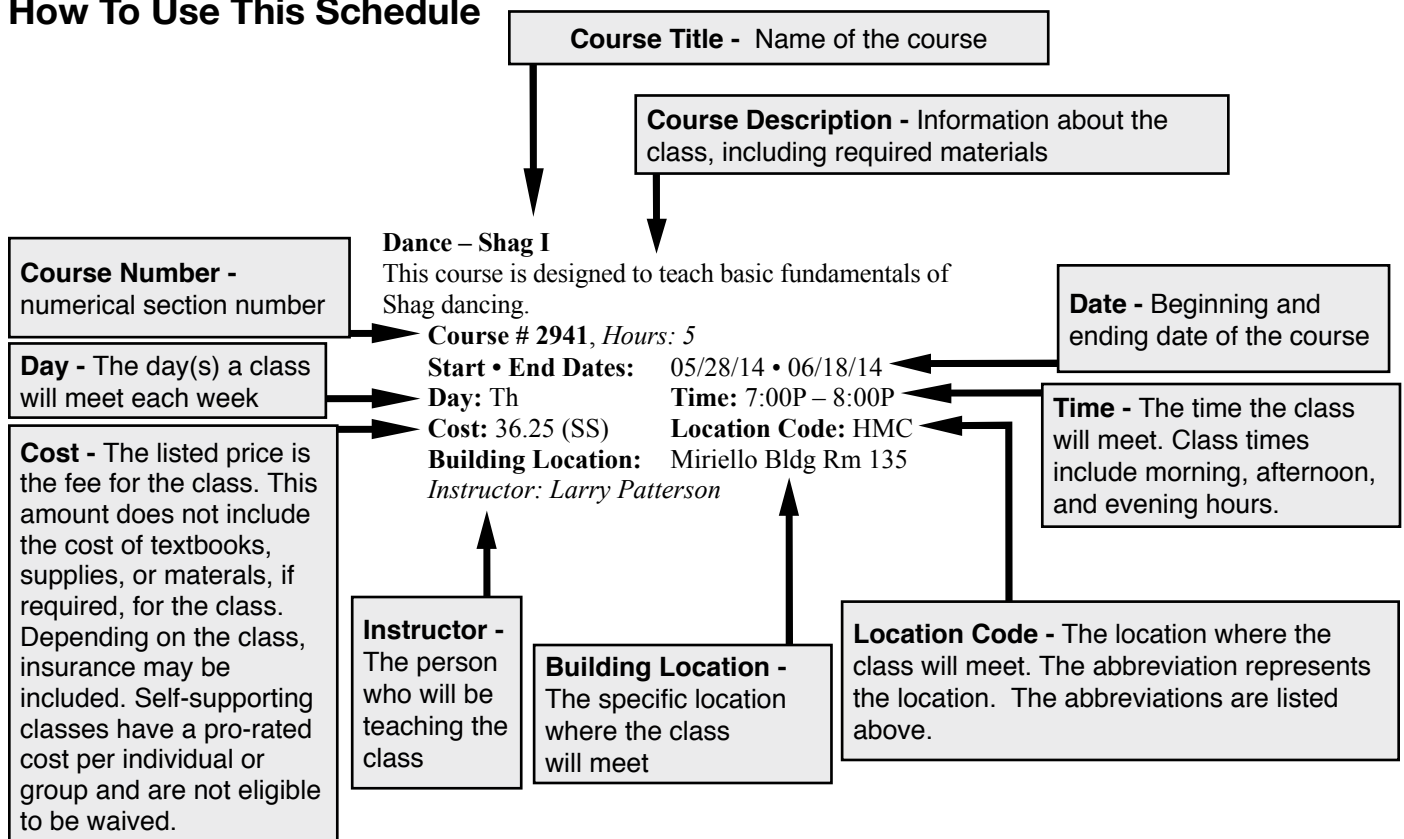 How To Use This Schedule
Course Title - Name of the course
Course Description - Information about the
class, including required materials
Dance – Shag I
This course is designed to teach basic fundamentals of
Shag dancing.
Course # 2941, Hours: 5
Start • End Dates: 05/28/14 • 06/18/14
Day: Th Time: 7:00P – 8:00P
Cost: 36.25 (SS) Location Code: HMC
Building Location: Miriello Bldg Rm 135
Instructor: Larry Patterson
Course Number -
numerical section number
Day - The day(s) a class
will meet each week
Cost - The listed price is
the fee for the class. This
amount does not include
the cost of textbooks,
supplies, or materals, if
required, for the class.
Depending on the class,
insurance may be
included. Self-supporting
classes have a pro-rated
cost per individual or
group and are not eligible
to be waived.
Date - Beginning and
ending date of the course
Time - The time the class
will meet. Class times
include morning, afternoon,
and evening hours.
Instructor -
The person
who will be
teaching the
class
Building Location -
The specific location
where the class
will meet
Location Code - The location where the
class will meet. The abbreviation represents
the location. The abbreviations are listed
above.